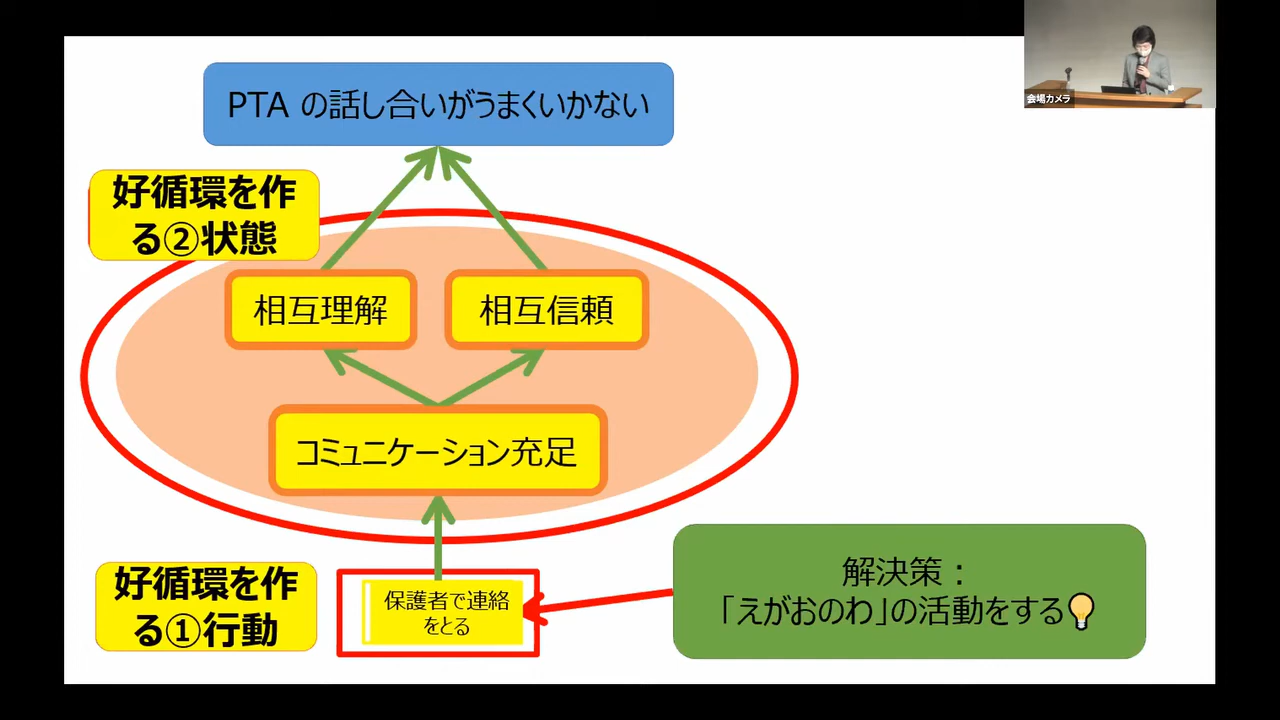 会場カメラ
PTA の話し合いがうまくいかない
好循環を作
る②状態
相互理解
相互信頼
コミュニケーション充足
好循環を作
る①行動
保護者で連絡
をとる
解決策：
「えがおのわ」の活動をする